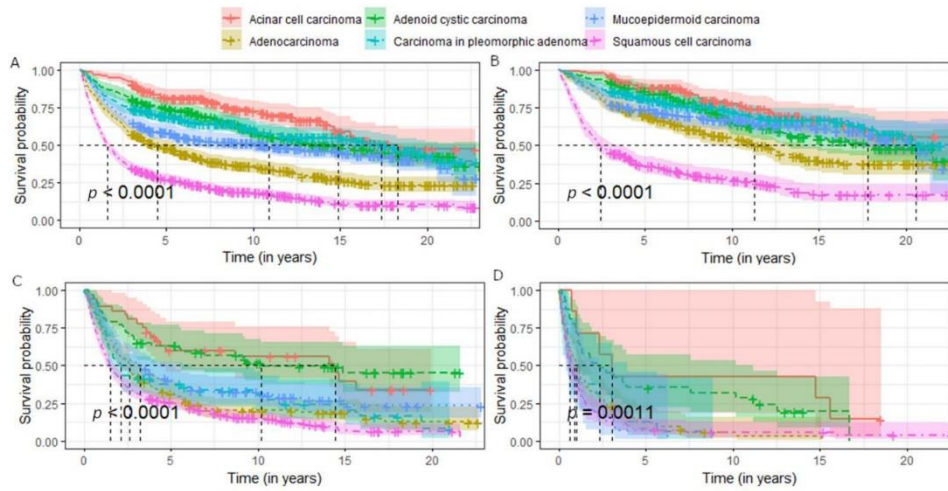 Acinar cell carcinoma Adenoid cystic carcinoma Mucoepidermoid carcinoma
Adenocarcinoma Carcinoma in pleomorphic adenoma Squamous cell carcinoma
A
Survival probability
1.00
0.75
0.50
0.25
0.00
p < 0.0001
0 5 10 15 20
Time (in years)
B
Survival probability
1.00
0.75
0.50
0.25
0.00
p < 0.0001
0 5 10 15 20
Time (in years)
C
Survival probability
1.00
0.75
0.50
0.25
0.00
p < 0.0001
0 5 10 15 20
Time (in years)
D
Survival probability
1.00
0.75
0.50
0.25
0.00
p = 0.0011
0 5 10 15 20
Time (in years)